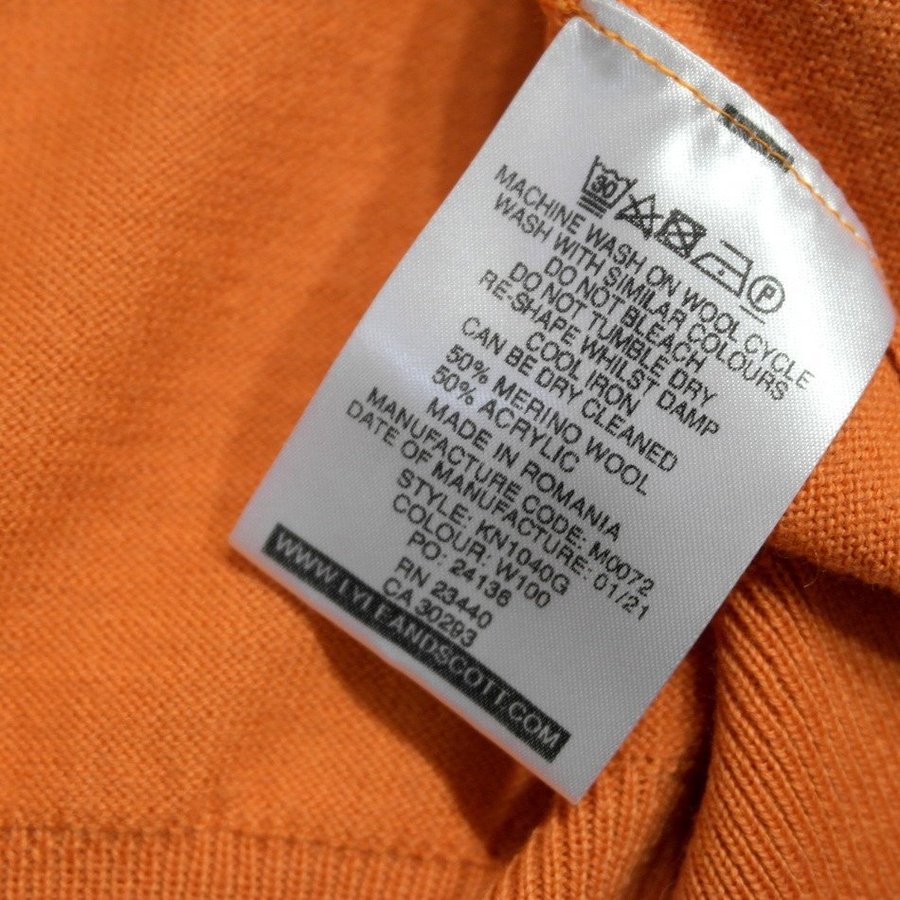 30
P
MACHINE WASH ON WOOL CYCLE
WASH WITH SIMILAR COLOURS
DO NOT BLEACH
DO NOT TUMBLE DRY
RE-SHAPE WHILST DAMP
COOL IRON
CAN BE DRY CLEANED
50% MERINO WOOL
50% ACRYLIC
MADE IN ROMANIA
MANUFACTURE CODE: M0072
DATE OF MANUFACTURE: 01/21
STYLE: KN1040G
COLOUR: W100
PO: 24136
RN 23440
CA 30293
WWW.LYLEANDSCOTT.COM